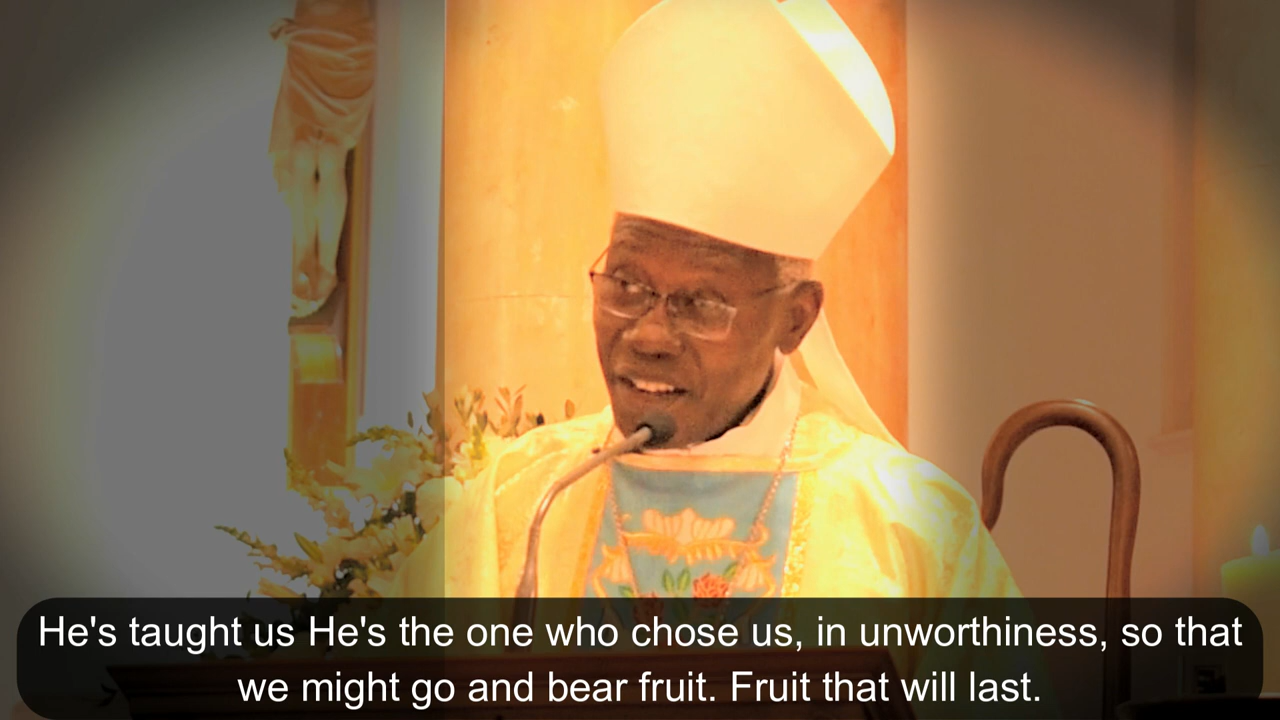 He's taught us He's the one who chose us, in unworthiness, so that
we might go and bear fruit. Fruit that will last.